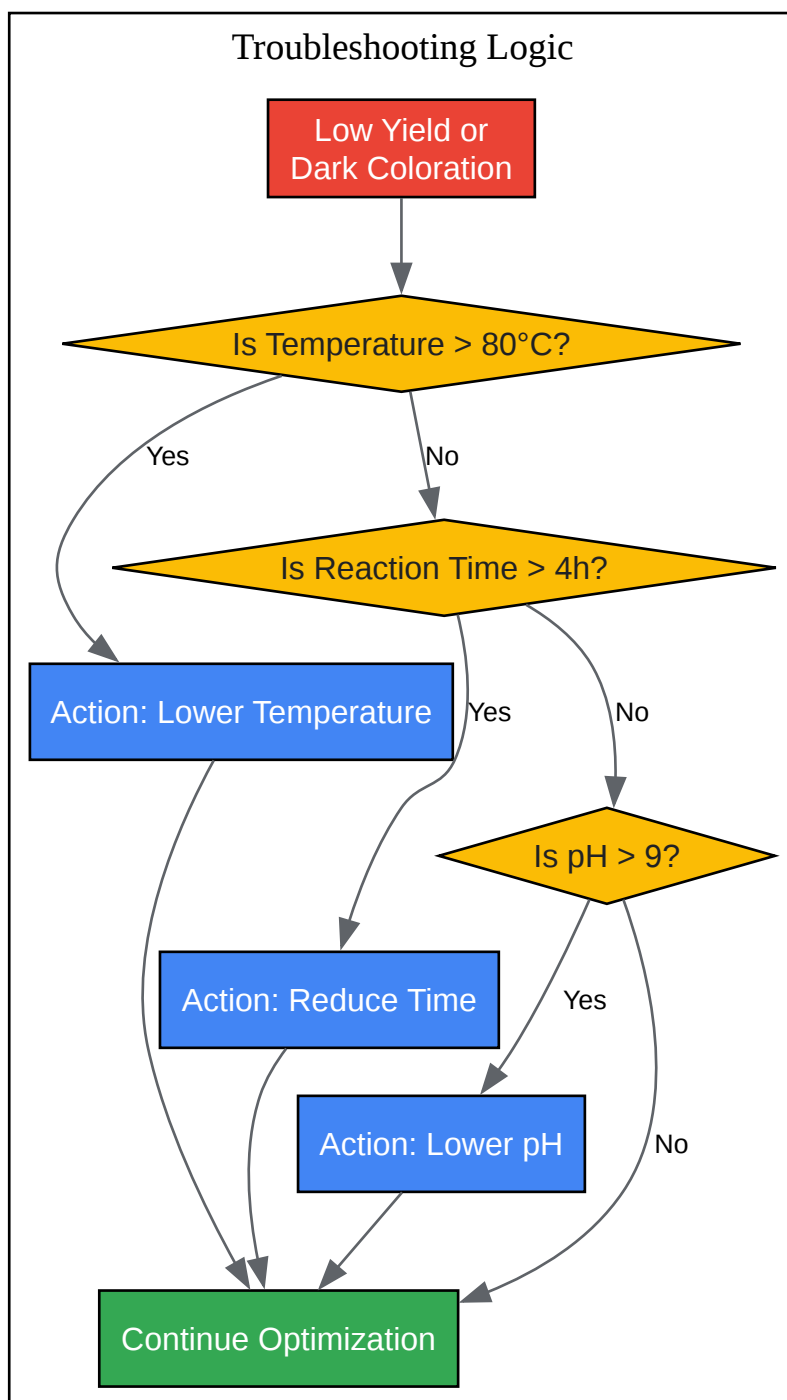 Troubleshooting Logic
Low Yield or
Dark Coloration
Is Temperature > 80°C?
Yes
No
Is Reaction Time > 4h?
Action: Lower Temperature
Yes
No
Is pH > 9?
Action: Reduce Time
Yes
Action: Lower pH
No
Continue Optimization